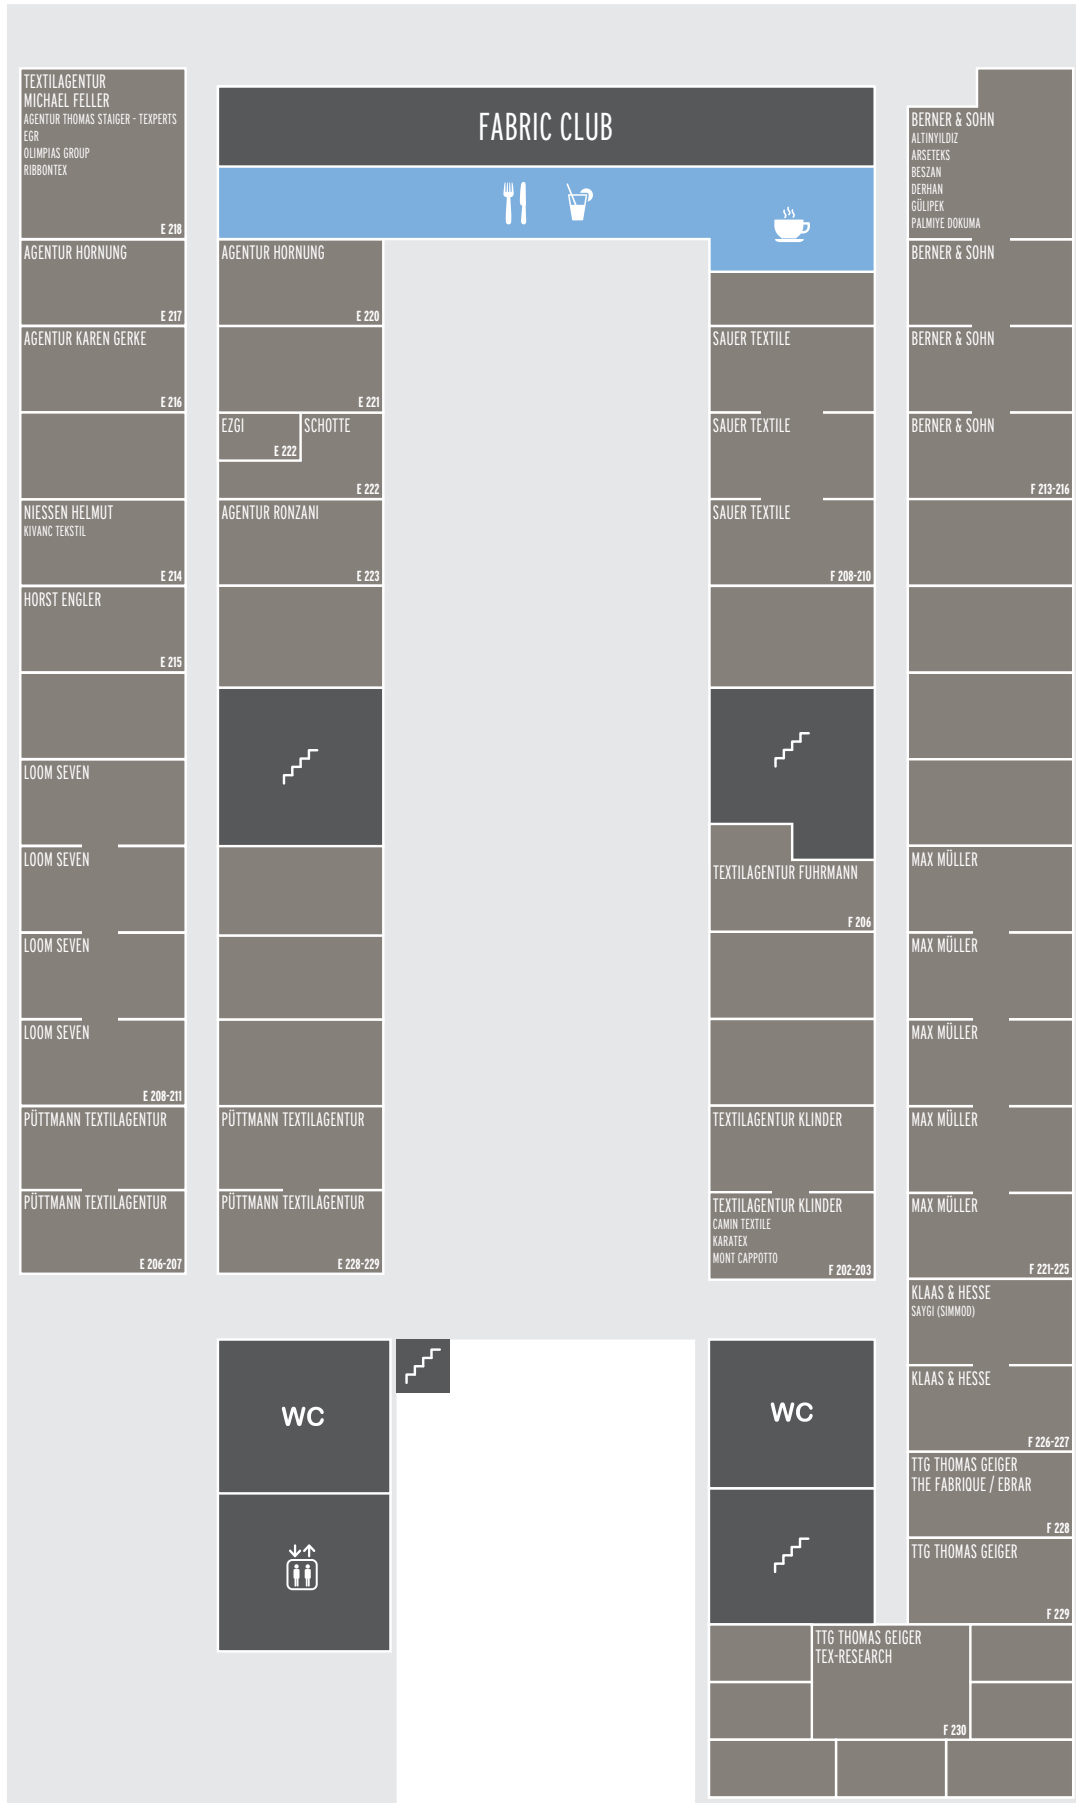 FABRIC CLUB
TEXTILAGENTUR
MICHAEL FELLER
AGENTUR THOMAS STAIGER - TEXPERTS
EGR
OLIMPIAS GROUP
RIBBONTEX
E 218
AGENTUR HORNUNG
E 217
AGENTUR KAREN GERKE
E 216
NIESSEN HELMUT
KIVANC TEKSTIL
E 214
HORST ENGLER
E 215
LOOM SEVEN
LOOM SEVEN
LOOM SEVEN
LOOM SEVEN
E 208-211
PÜTTMANN TEXTILAGENTUR
PÜTTMANN TEXTILAGENTUR
E 206-207
AGENTUR HORNUNG
E 220
E 221
EZGI
E 222
SCHOTTE
E 222
AGENTUR RONZANI
E 223
PÜTTMANN TEXTILAGENTUR
PÜTTMANN TEXTILAGENTUR
E 228-229
WC
SAUER TEXTILE
SAUER TEXTILE
SAUER TEXTILE
F 208-210
TEXTILAGENTUR FUHRMANN
F 206
TEXTILAGENTUR KLINDER
TEXTILAGENTUR KLINDER
CAMIN TEXTILE
KARATEX
MONT CAPPOTTO
F 202-203
WC
BERNER & SOHN
ALTINYILDIZ
ARSETEKS
BESZAN
DERHAN
GÜLIPEK
PALMIYE DOKUMA
BERNER & SOHN
BERNER & SOHN
BERNER & SOHN
F 213-216
MAX MÜLLER
MAX MÜLLER
MAX MÜLLER
MAX MÜLLER
MAX MÜLLER
F 221-225
KLAAS & HESSE
SAYGI (SIMMOD)
KLAAS & HESSE
F 226-227
TTG THOMAS GEIGER
THE FABRIQUE / EBRAR
F 228
TTG THOMAS GEIGER
F 229
TTG THOMAS GEIGER
TEX-RESEARCH
F 230